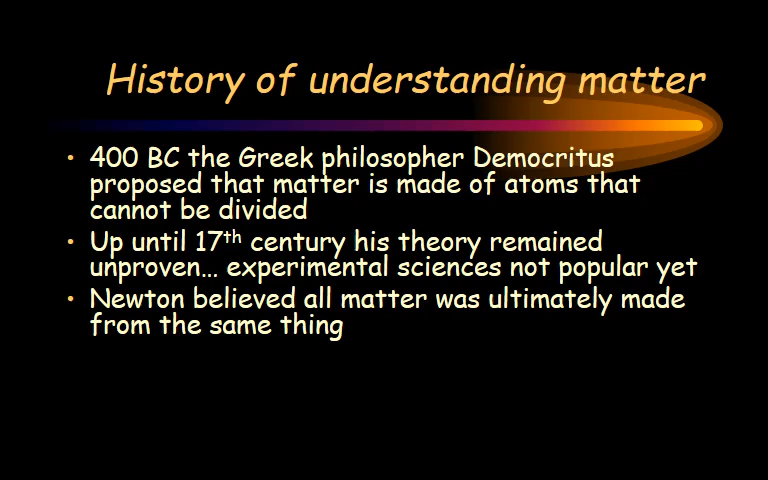 History of understanding matter
• 400 BC the Greek philosopher Democritus
proposed that matter is made of atoms that
cannot be divided
• Up until 17th century his theory remained
unproven... experimental sciences not popular yet
• Newton believed all matter was ultimately made
from the same thing